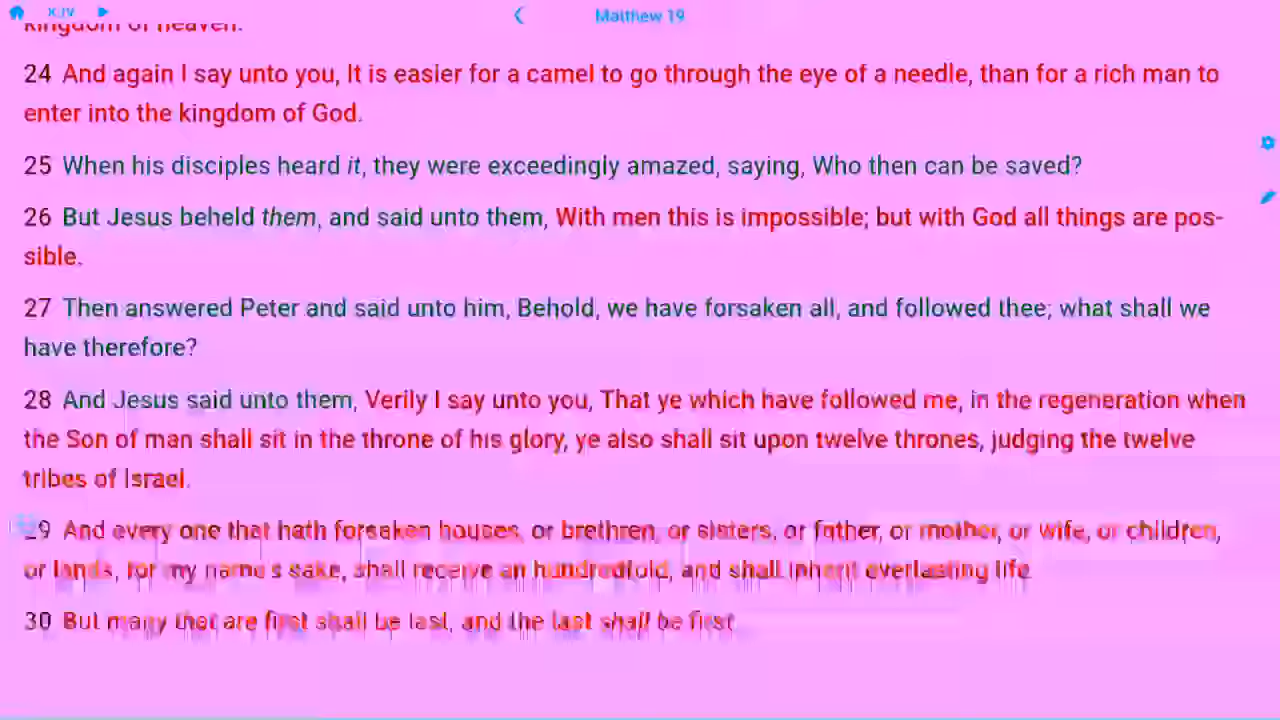 KJV
Matthew 19
kingdom of heaven.
24 And again I say unto you, It is easier for a camel to go through the eye of a needle, than for a rich man to
enter into the kingdom of God.
25 When his disciples heard it, they were exceedingly amazed, saying, Who then can be saved?
26 But Jesus beheld them, and said unto them, With men this is impossible; but with God all things are pos-
sible.
27 Then answered Peter and said unto him, Behold, we have forsaken all, and followed thee; what shall we
have therefore?
28 And Jesus said unto them, Verily I say unto you, That ye which have followed me, in the regeneration when
the Son of man shall sit in the throne of his glory, ye also shall sit upon twelve thrones, judging the twelve
tribes of Israel.
29 And every one that hath forsaken houses, or brethren, or sisters, or father, or mother, or wife, or children,
or lands, for my name's sake, shall receive an hundredfold, and shall inherit everlasting life.
30 But many that are first shall be last; and the last shall be first.